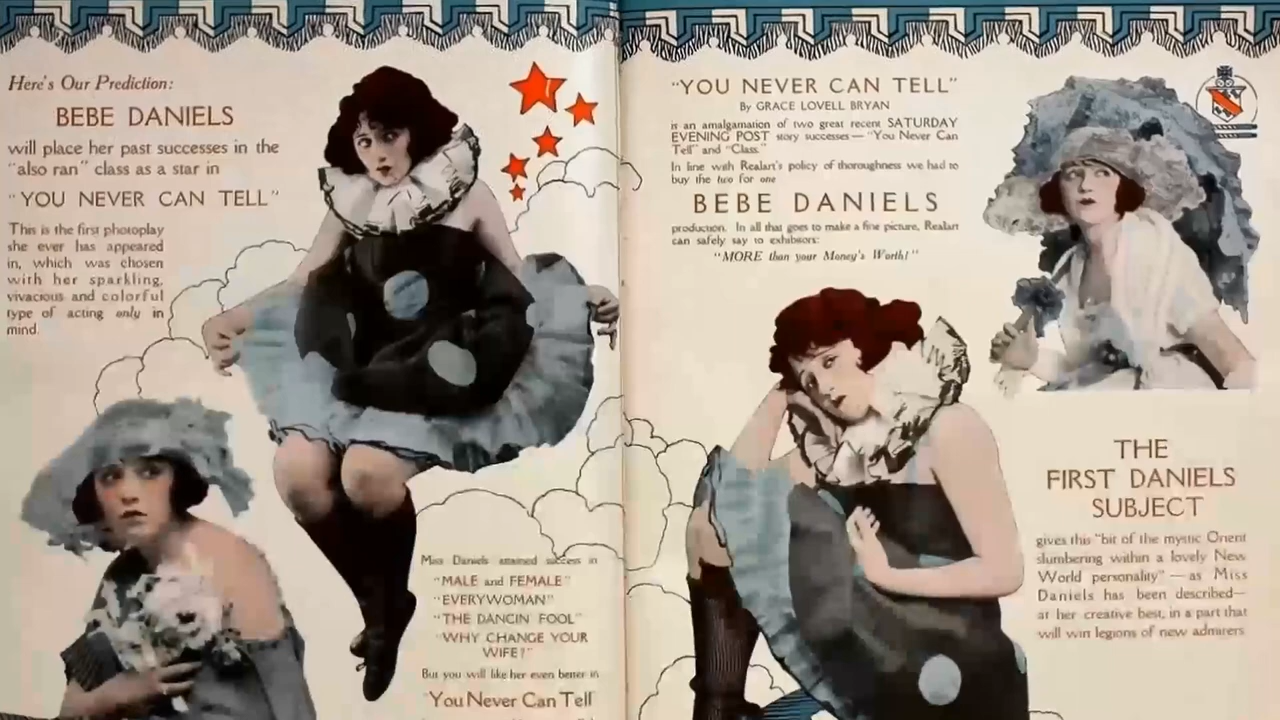 Here's Our Prediction:
BEBE DANIELS
will place her past successes in the
"also ran" class as a star in
"YOU NEVER CAN TELL"
This is the first photoplay
she ever has appeared
in, which was chosen
with her sparkling,
vivacious and colorful
type of acting only in
mind.
Miss Daniels attained success in
"MALE and FEMALE"
"EVERYWOMAN"
"THE DANCIN' FOOL"
"WHY CHANGE YOUR
WIFE?"
But you will like her even better in
"You Never Can Tell"
"YOU NEVER CAN TELL"
By GRACE LOVELL BRYAN
is an amalgamation of two great recent SATURDAY
EVENING POST story successes—"You Never Can
Tell" and "Class."
In line with Realart's policy of thoroughness we had to
buy the two for one
BEBE DANIELS
production. In all that goes to make a fine picture, Realart
can safely say to exhibitors:
"MORE than your Money's Worth!"
THE
FIRST DANIELS
SUBJECT
gives this "bit of the mystic Orient
slumbering within a lovely New
World personality"—as Miss
Daniels has been described—
at her creative best, in a part that
will win legions of new admirers